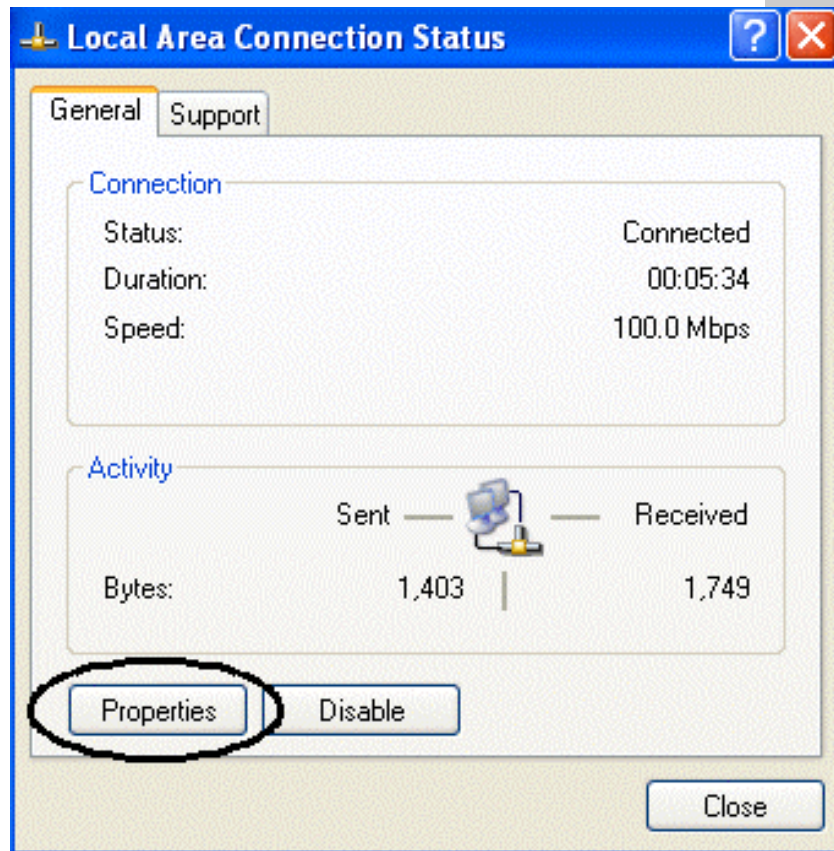 Local Area Connection Status
General Support
Connection
Status: Connected
Duration: 00:05:34
Speed: 100.0 Mbps
Activity
Sent Received
Bytes: 1,403 1,749
Properties Disable
Close